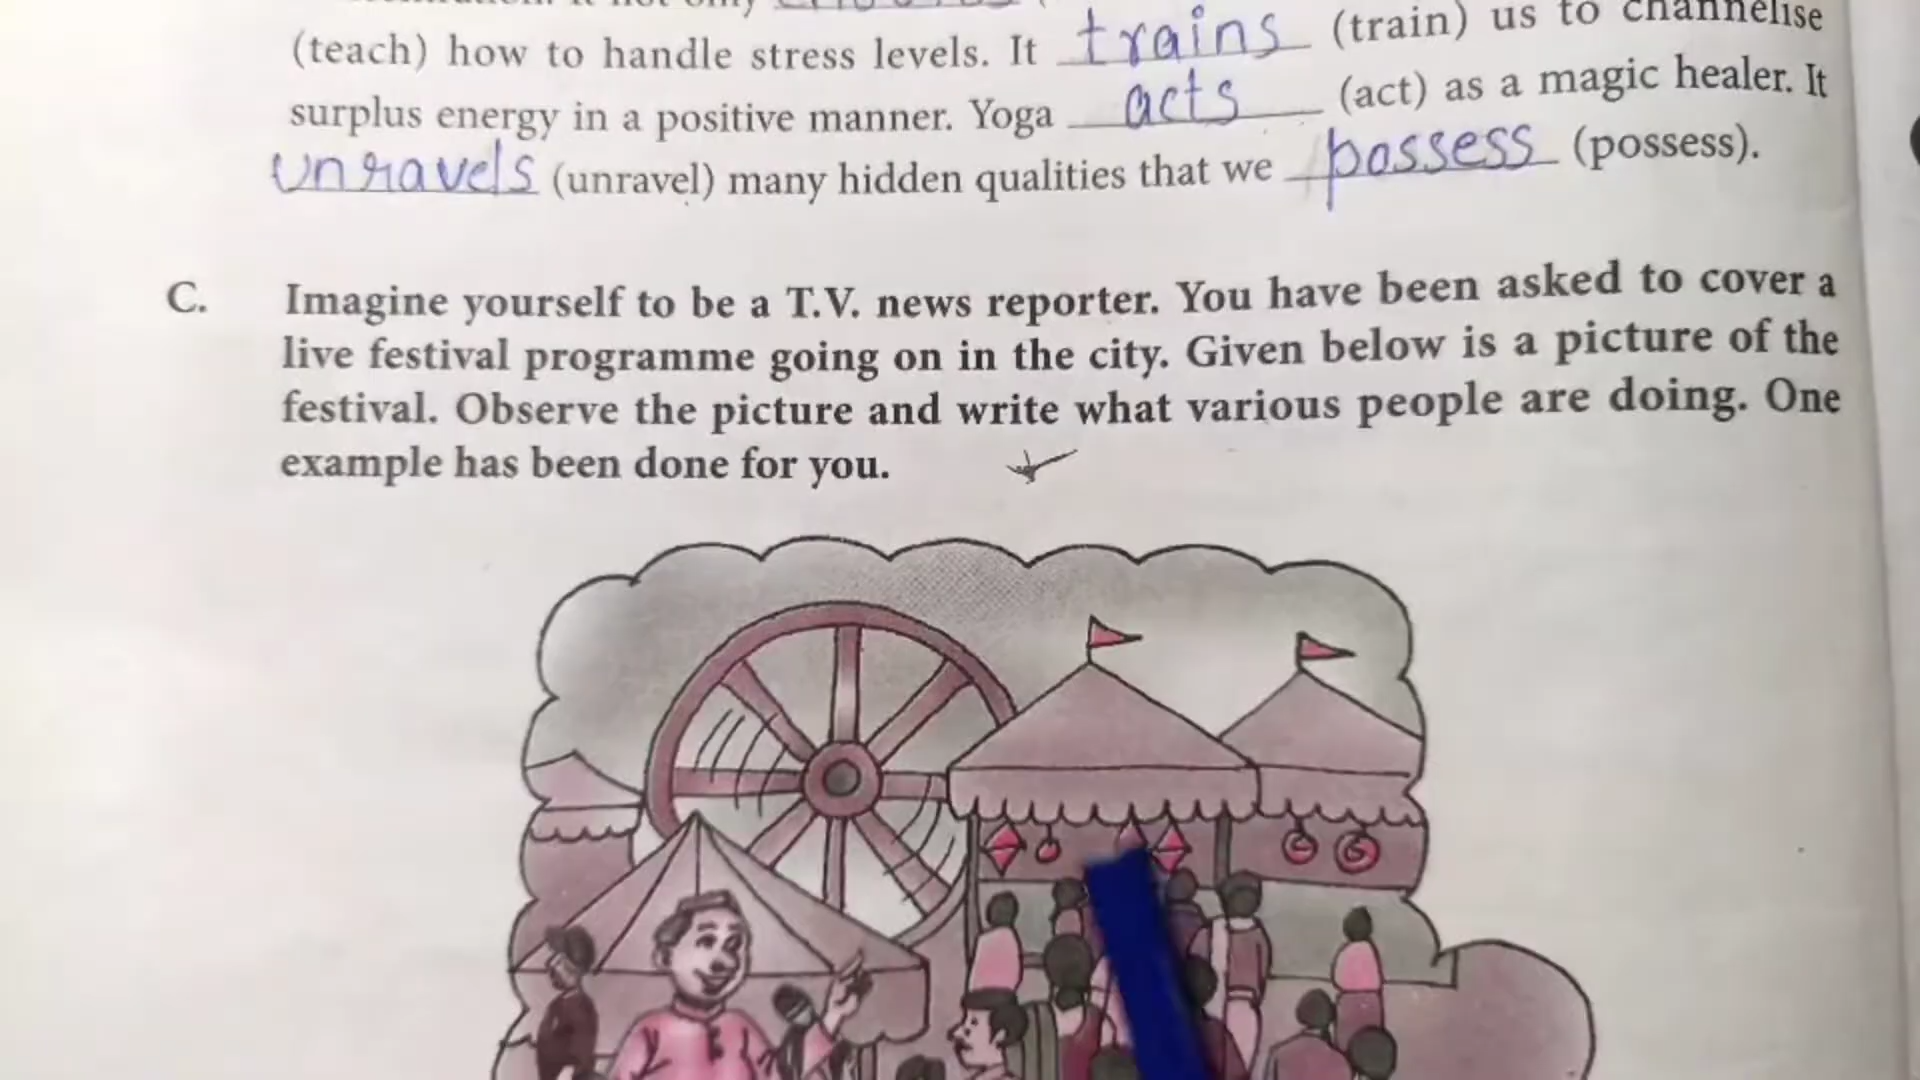 (teach) how to handle stress levels. It trains (train) us to channelise
surplus energy in a positive manner. Yoga acts (act) as a magic healer. It
unravels (unravel) many hidden qualities that we possess (possess).
C. Imagine yourself to be a T.V. news reporter. You have been asked to cover a
live festival programme going on in the city. Given below is a picture of the
festival. Observe the picture and write what various people are doing. One
example has been done for you.